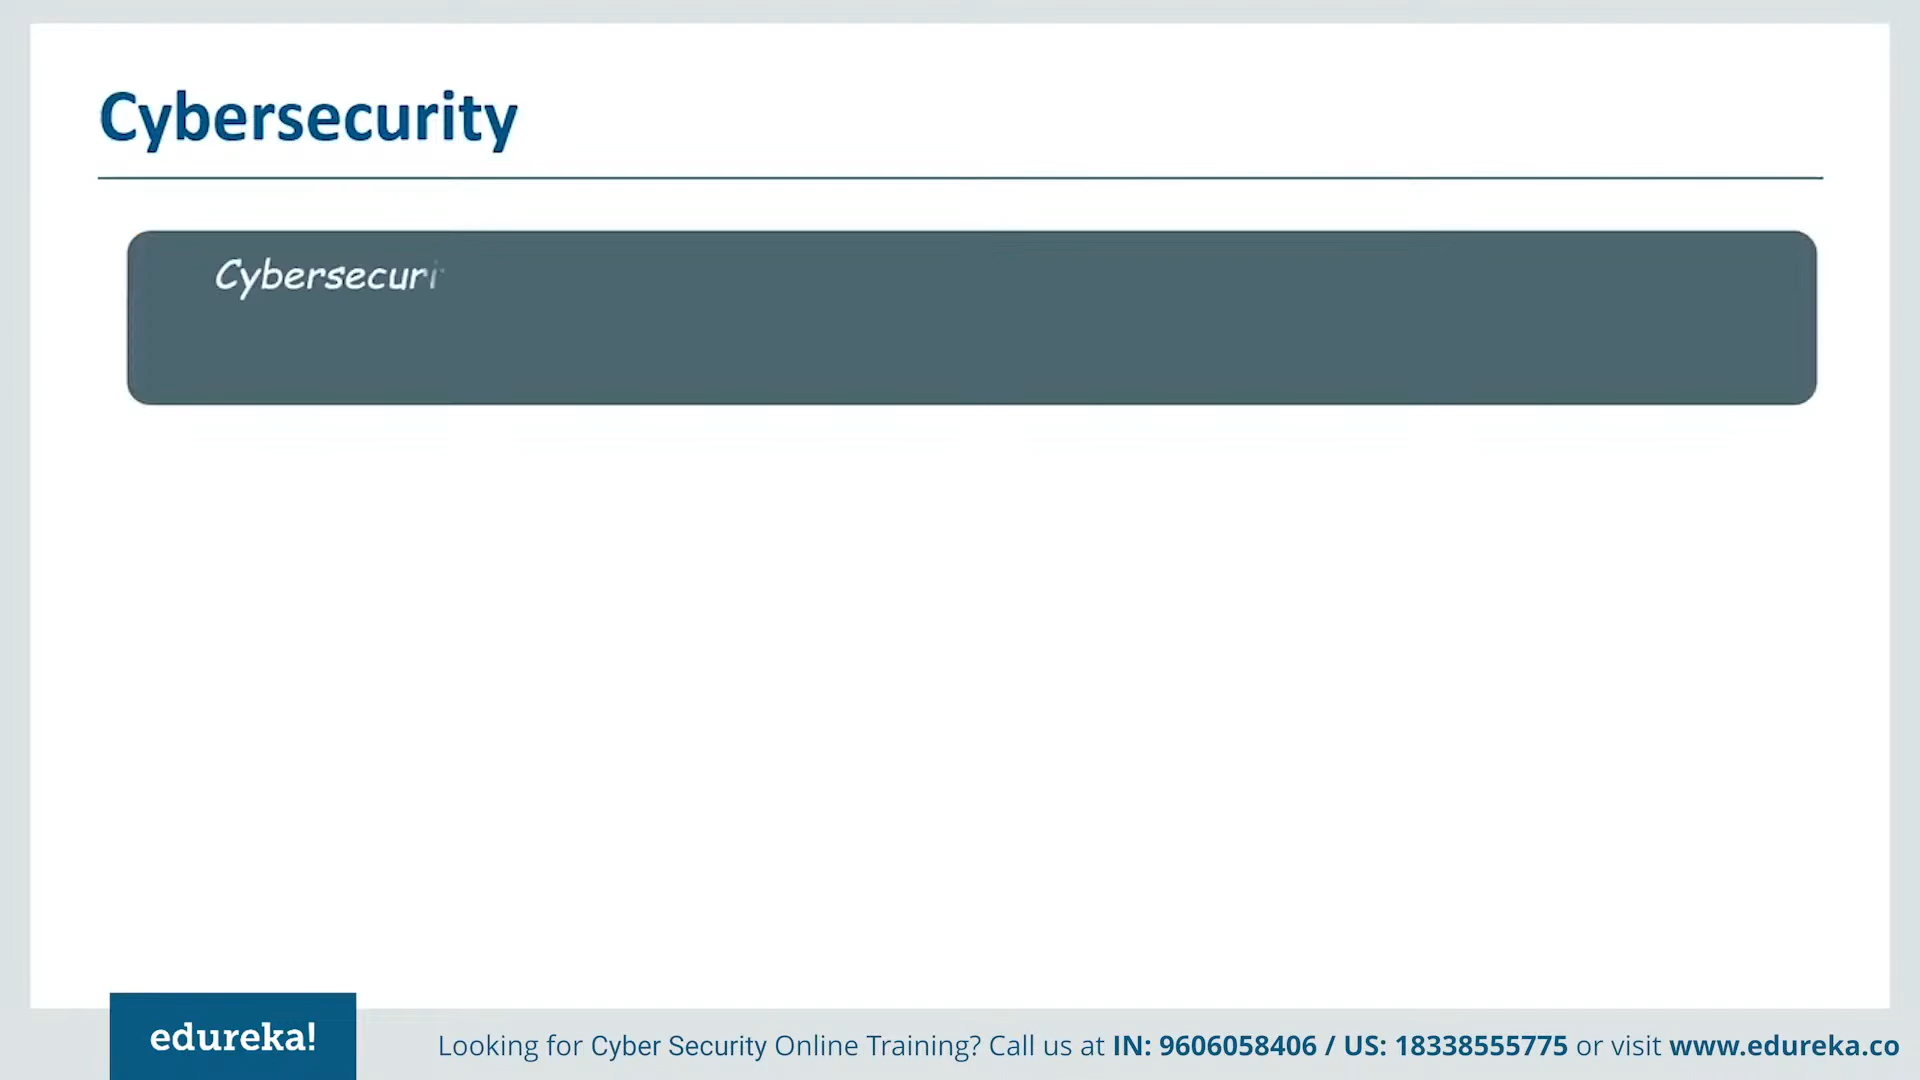 Cybersecurity
Cybersecuri
edureka!
Looking for Cyber Security Online Training? Call us at IN: 9606058406 / US: 18338555775 or visit www.edureka.co